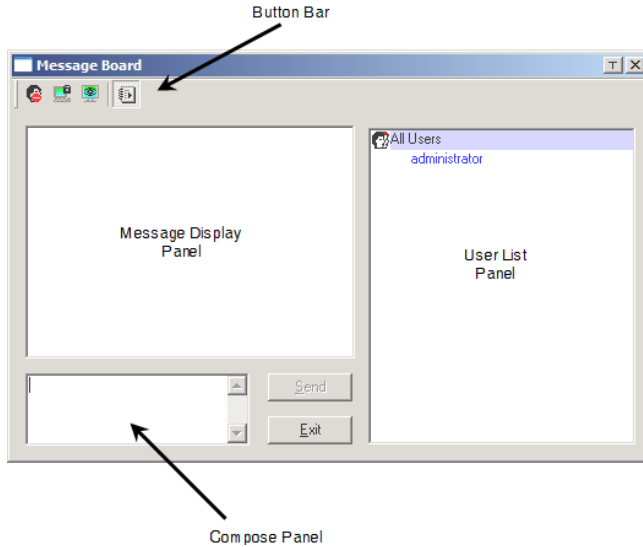 Button Bar
Message Board
All Users
administrator
Message Display
Panel
User List
Panel
Send
Exit
Compose Panel